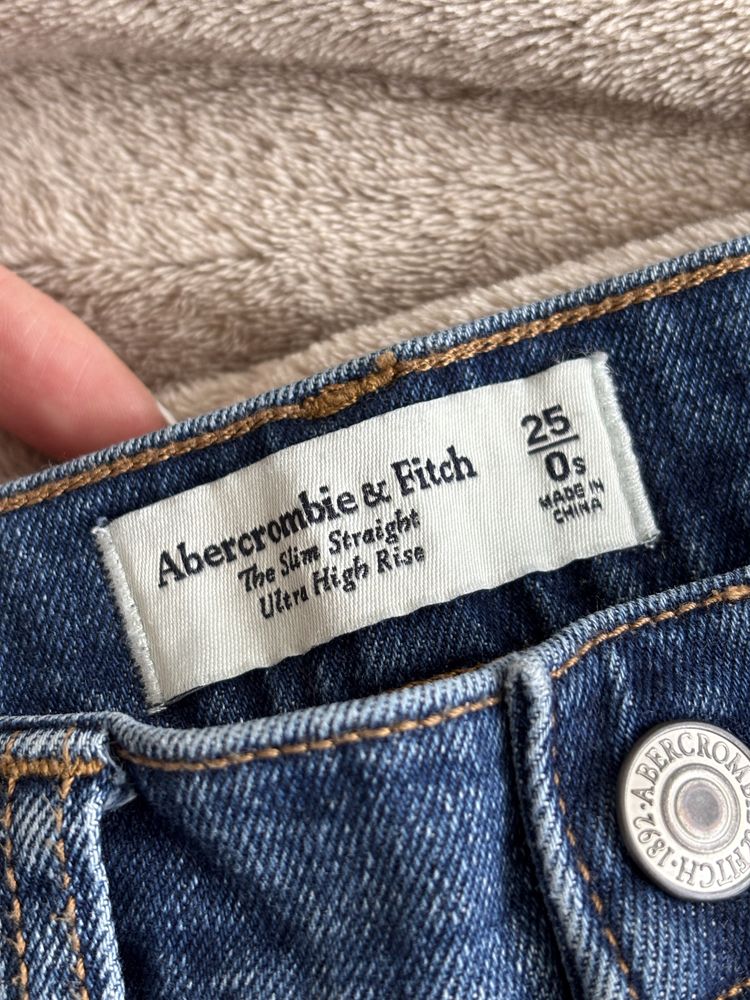 Abercrombie & Fitch
The Slim Straight
Ultra High Rise
25
0s
MADE IN
CHINA
ABERCROMBIE & FITCH · 1892 ·